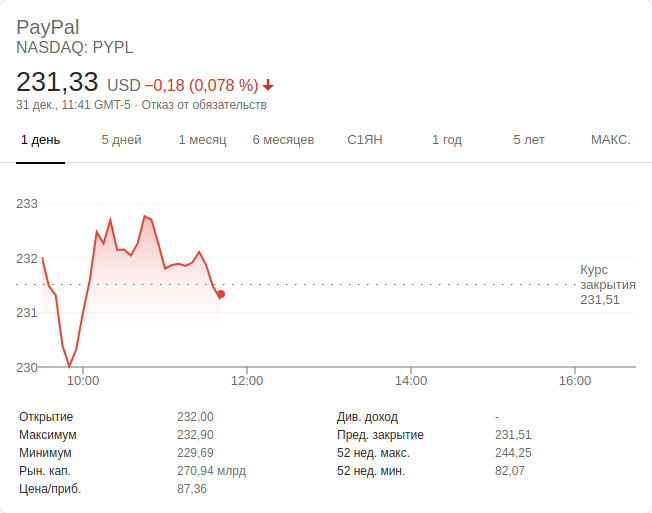 PayPal
NASDAQ: PYPL
231,33 USD −0,18 (0,078 %)
31 дек., 11:41 GMT-5 · Отказ от обязательств
1 день 5 дней 1 месяц 6 месяцев С1ЯН 1 год 5 лет МАКС.
233
232
231
230
Курс
закрытия
231,51
10:00 12:00 14:00 16:00
Открытие 232,00 Див. доход -
Максимум 232,90 Пред. закрытие 231,51
Минимум 229,69 52 нед. макс. 244,25
Рын. кап. 270,94 млрд 52 нед. мин. 82,07
Цена/приб. 87,36